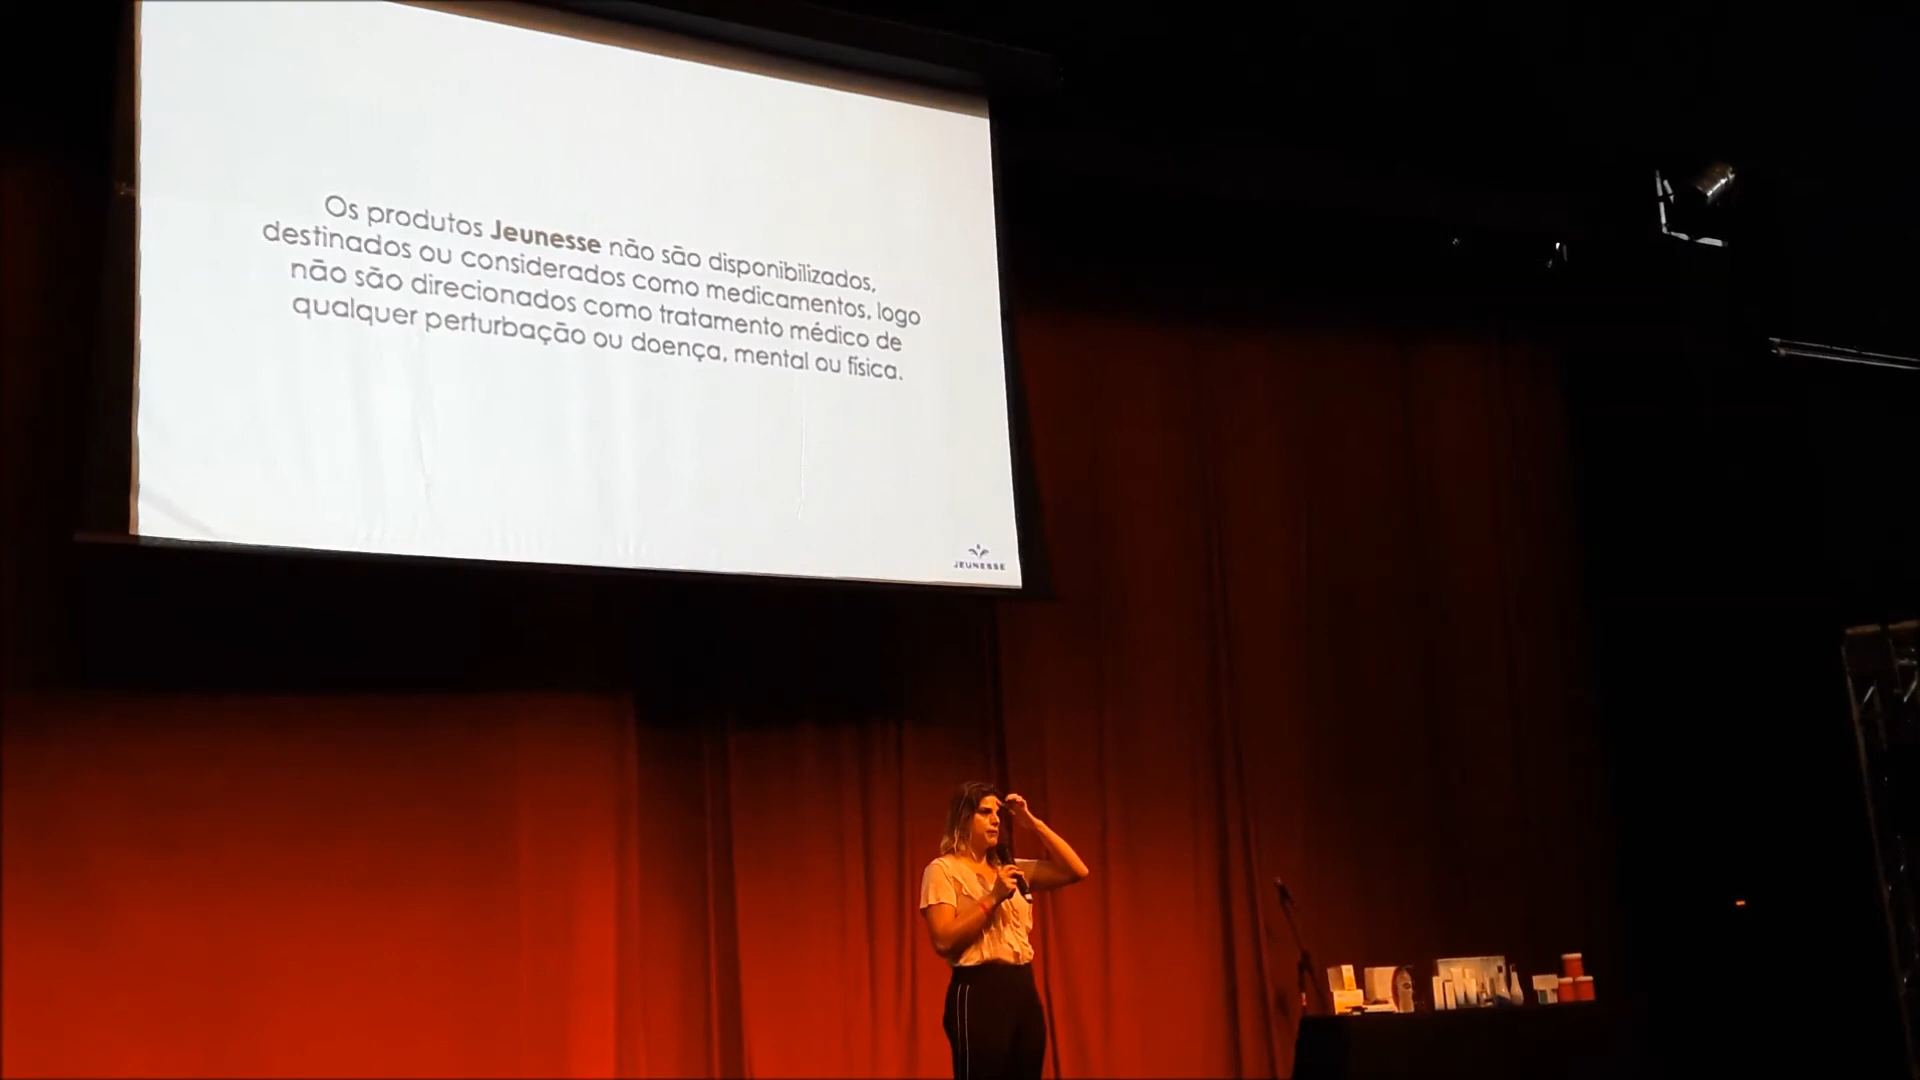 Os produtos Jeunesse não são disponibilizados,
destinados ou considerados como medicamentos, logo
não são direcionados como tratamento médico de
qualquer perturbação ou doença, mental ou física.
JEUNESSE